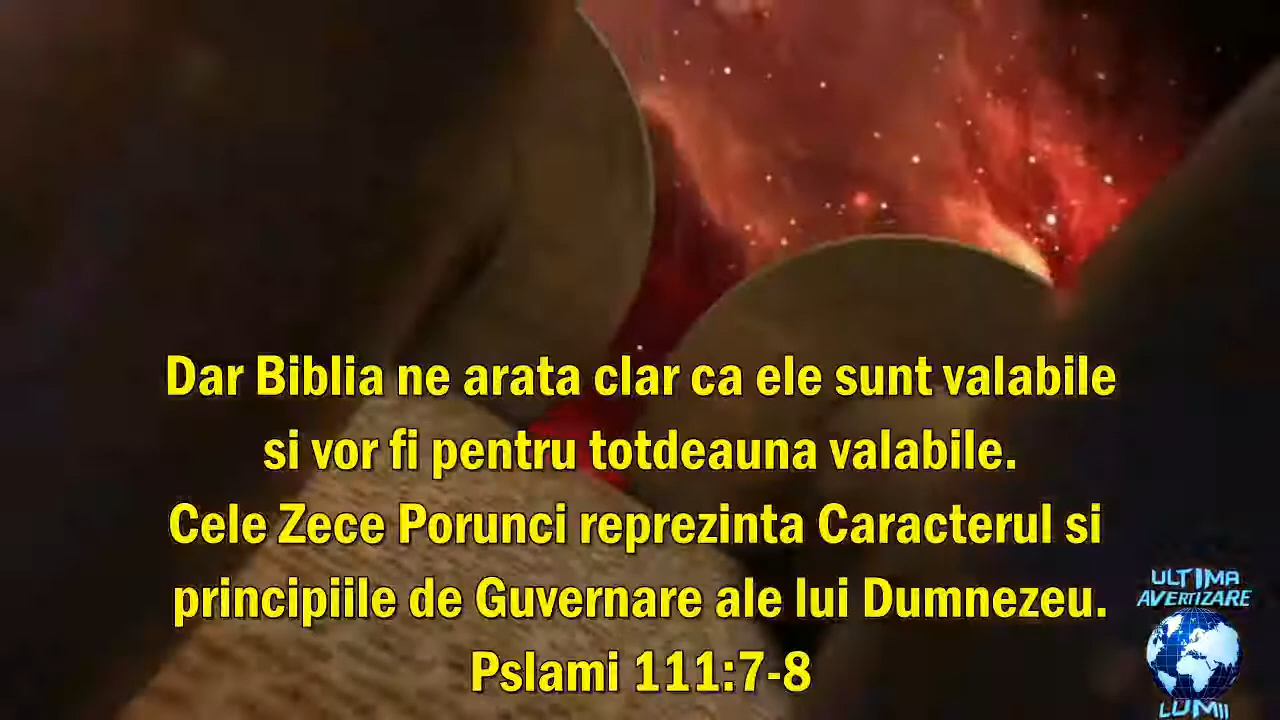 Dar Biblia ne arata clar ca ele sunt valabile
si vor fi pentru totdeauna valabile.
Cele Zece Porunci reprezinta Caracterul si
principiile de Guvernare ale lui Dumnezeu.
Pslami 111:7-8
ULTIMA
AVERTIZARE
LUMII